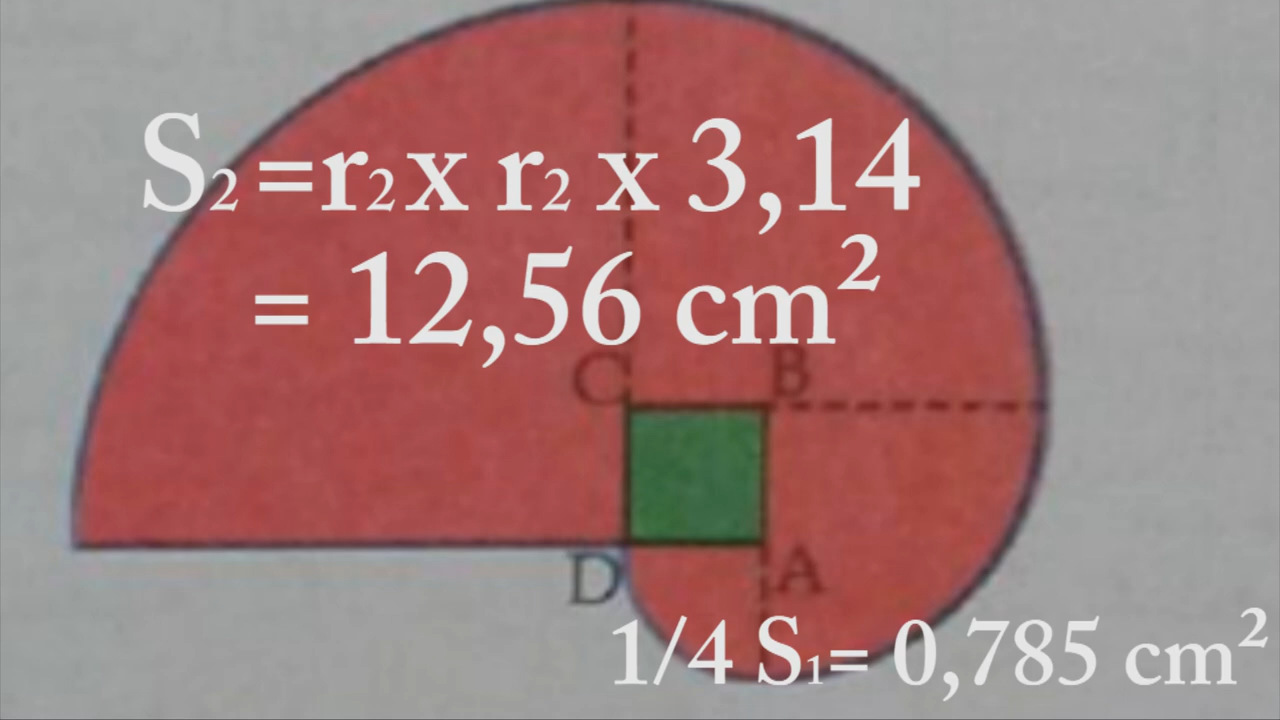 S₂ = r₂ x r₂ x 3,14
= 12,56 cm²
C B
D A
1/4 S₁ = 0,785 cm²